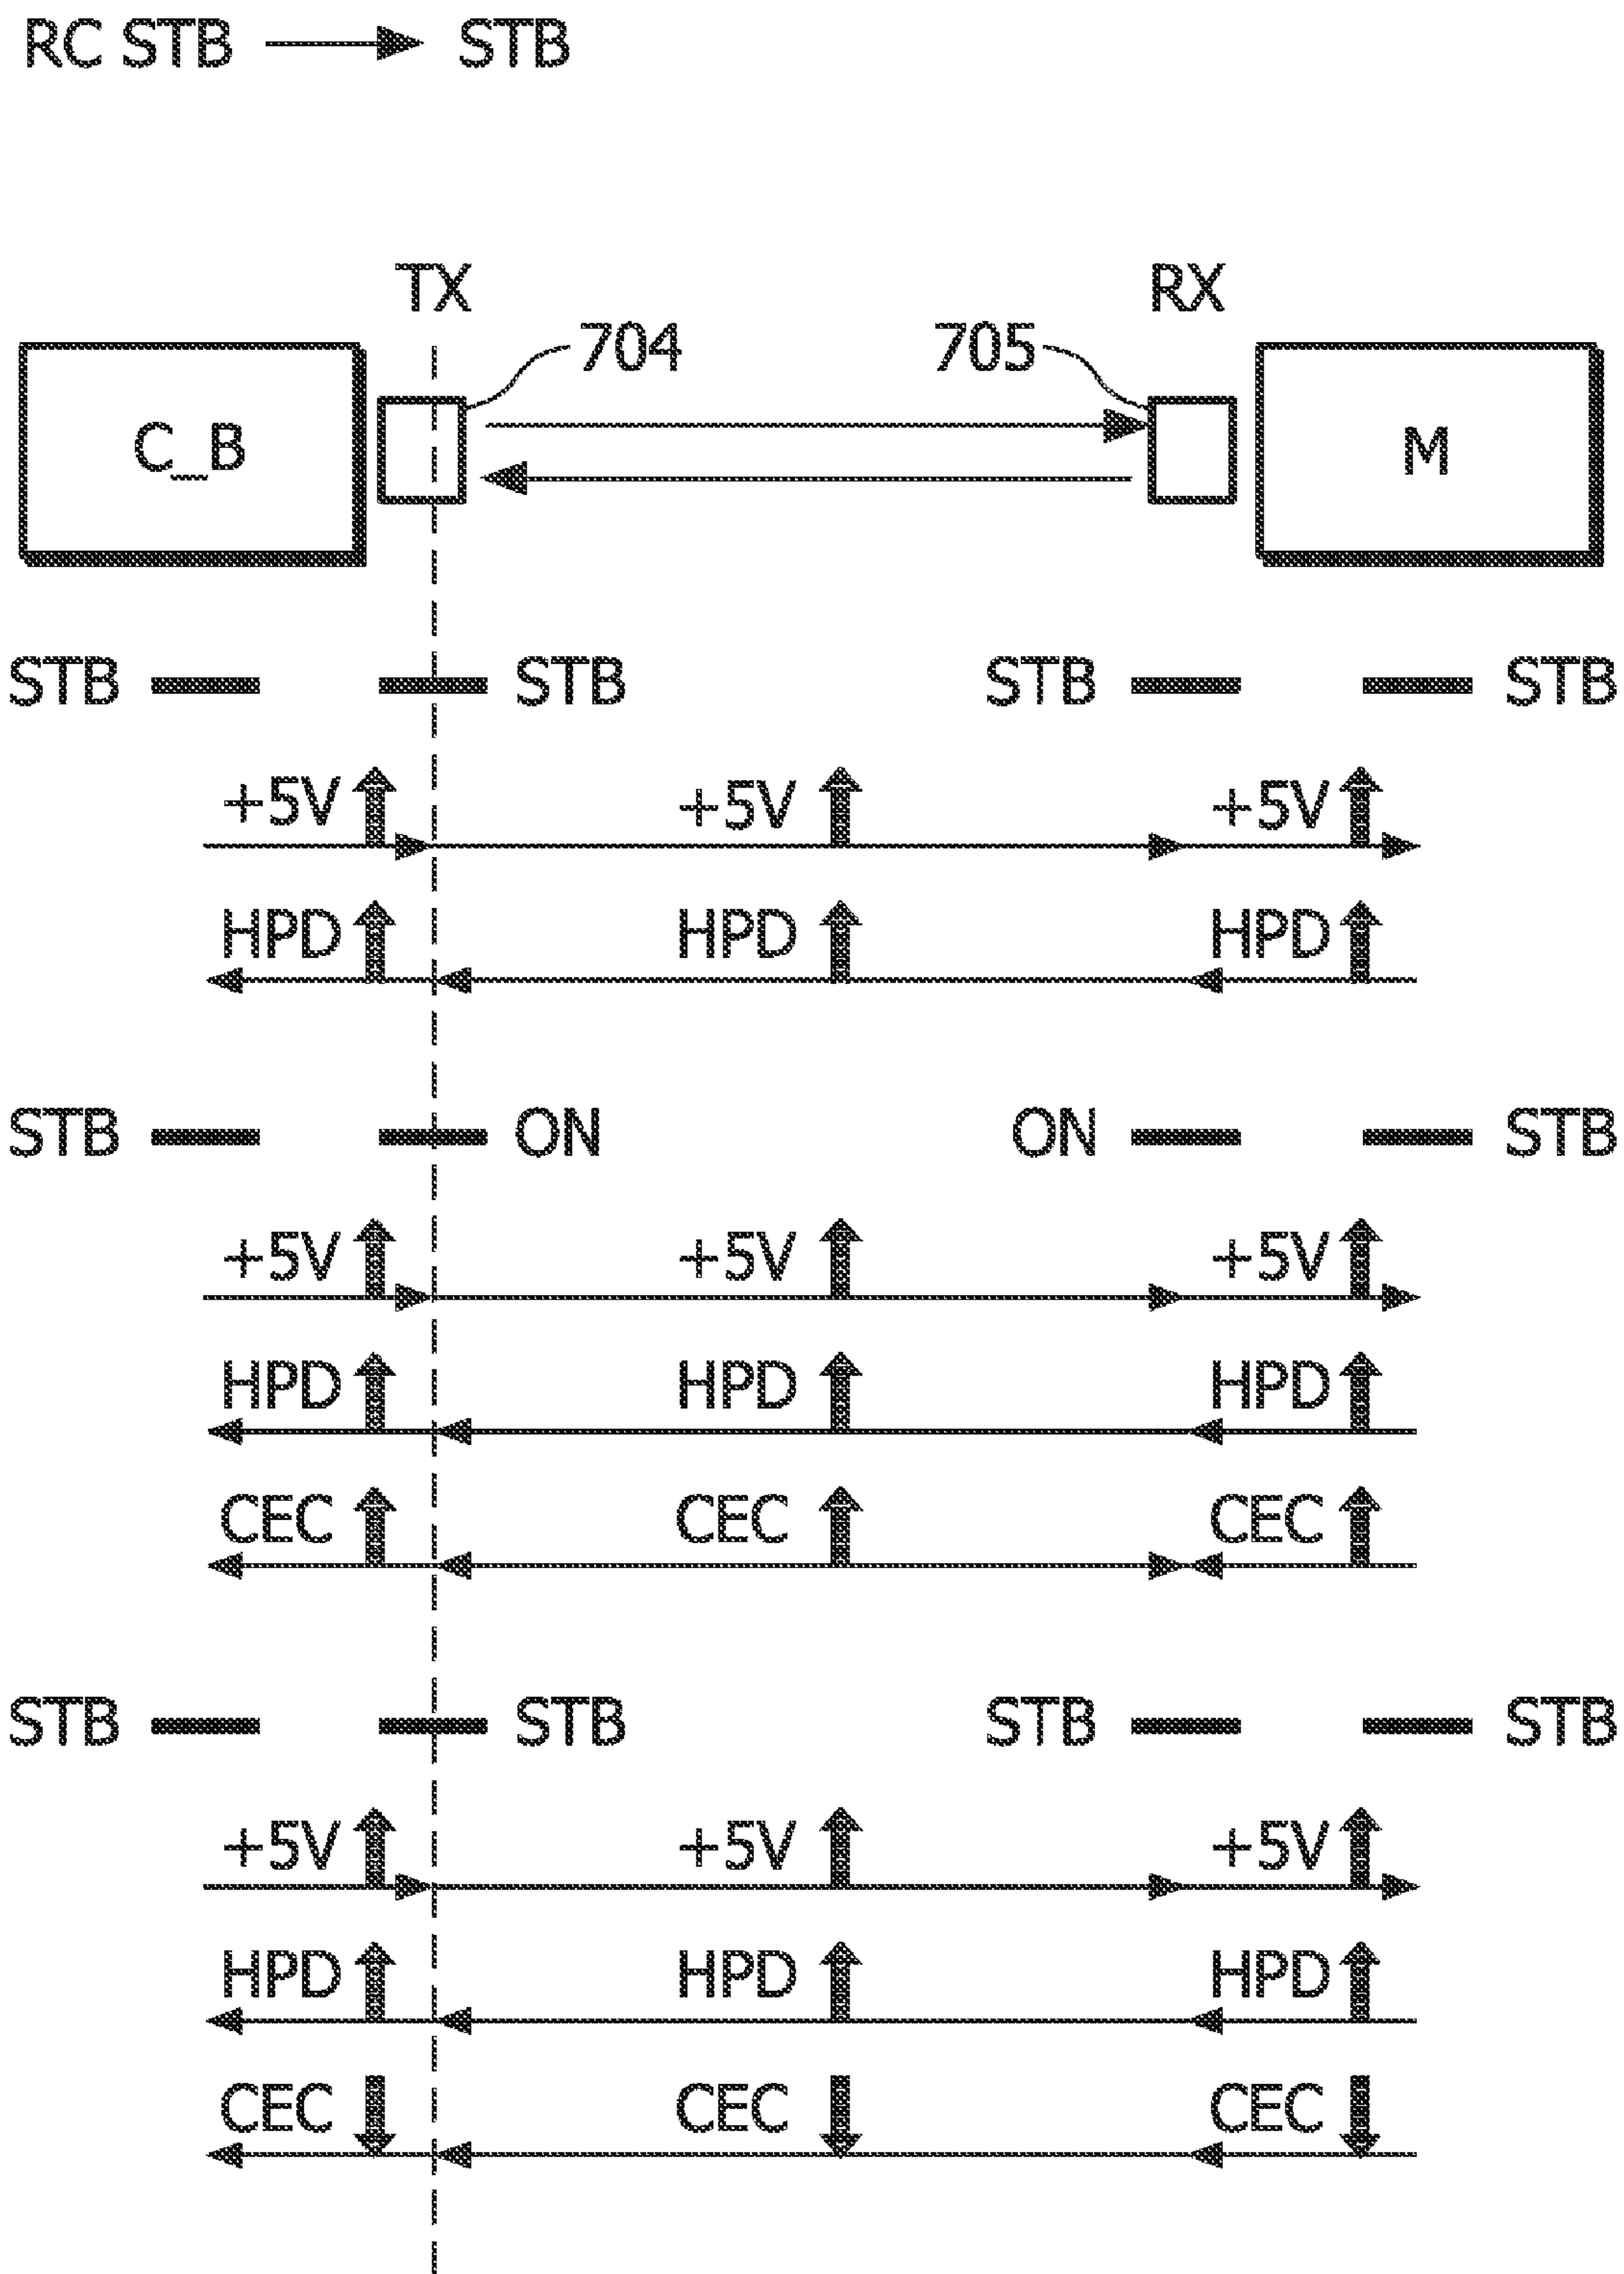 RC STB STB
TX RX
704 705
C_B M
STB STB STB STB
+5V +5V +5V
HPD HPD HPD
STB ON ON STB
+5V +5V +5V
HPD HPD HPD
CEC CEC CEC
STB STB STB STB
+5V +5V +5V
HPD HPD HPD
CEC CEC CEC